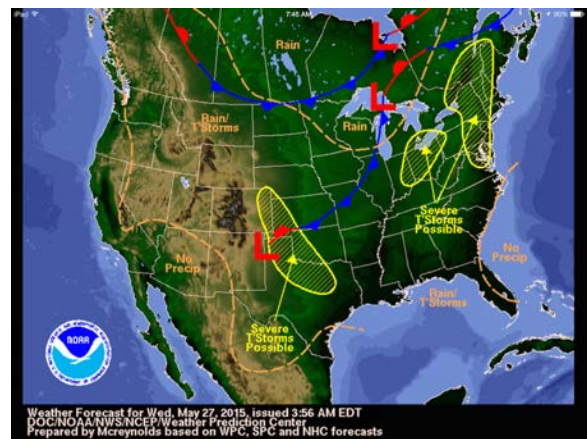 iPad
7:45 AM
90%
Rain
Rain/
T'Storms
Rain
Severe
T'Storms
Possible
No
Precip
No
Precip
Rain/
T'Storms
Severe
T'Storms
Possible
L
L
L
NOAA
Weather Forecast for Wed, May 27, 2015, issued 3:56 AM EDT
DOC/NOAA/NWS/NCEP/Weather Prediction Center
Prepared by Mcreynolds based on WPC, SPC and NHC forecasts